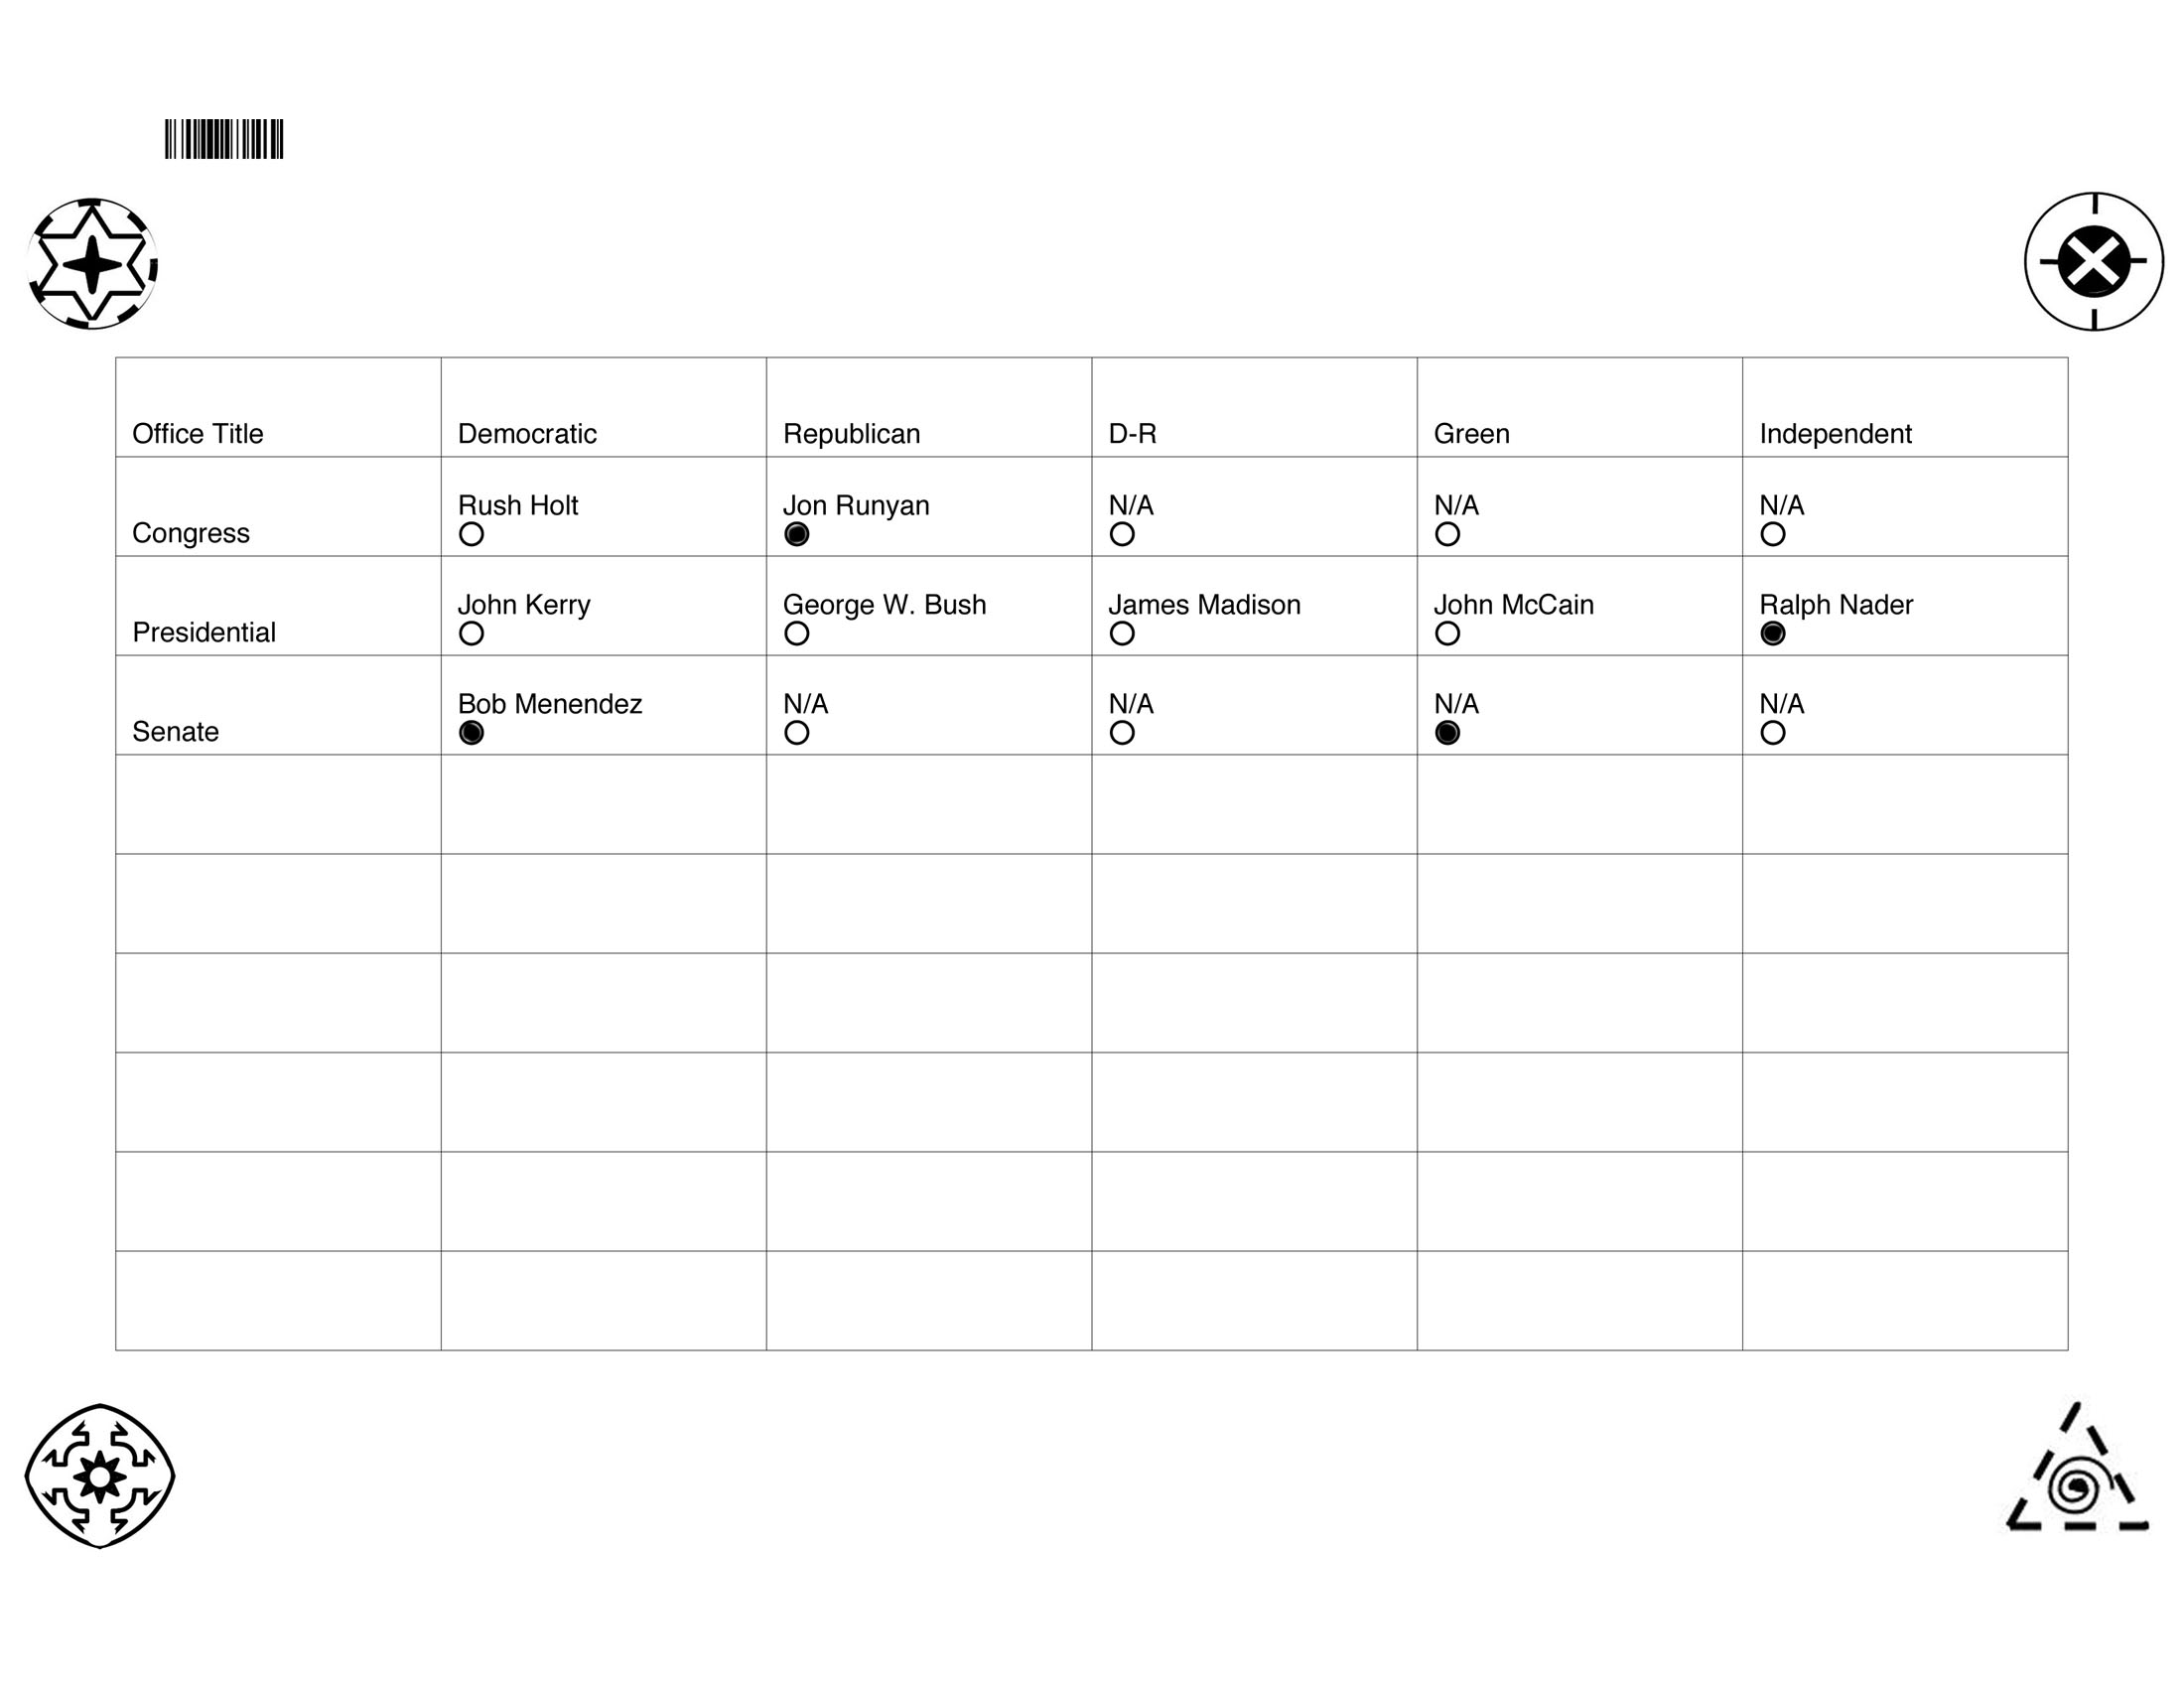 Office Title Democratic Republican D-R Green Independent
Rush Holt Jon Runyan N/A N/A N/A
Congress
John Kerry George W. Bush James Madison John McCain Ralph Nader
Presidential
Bob Menendez N/A N/A N/A N/A
Senate